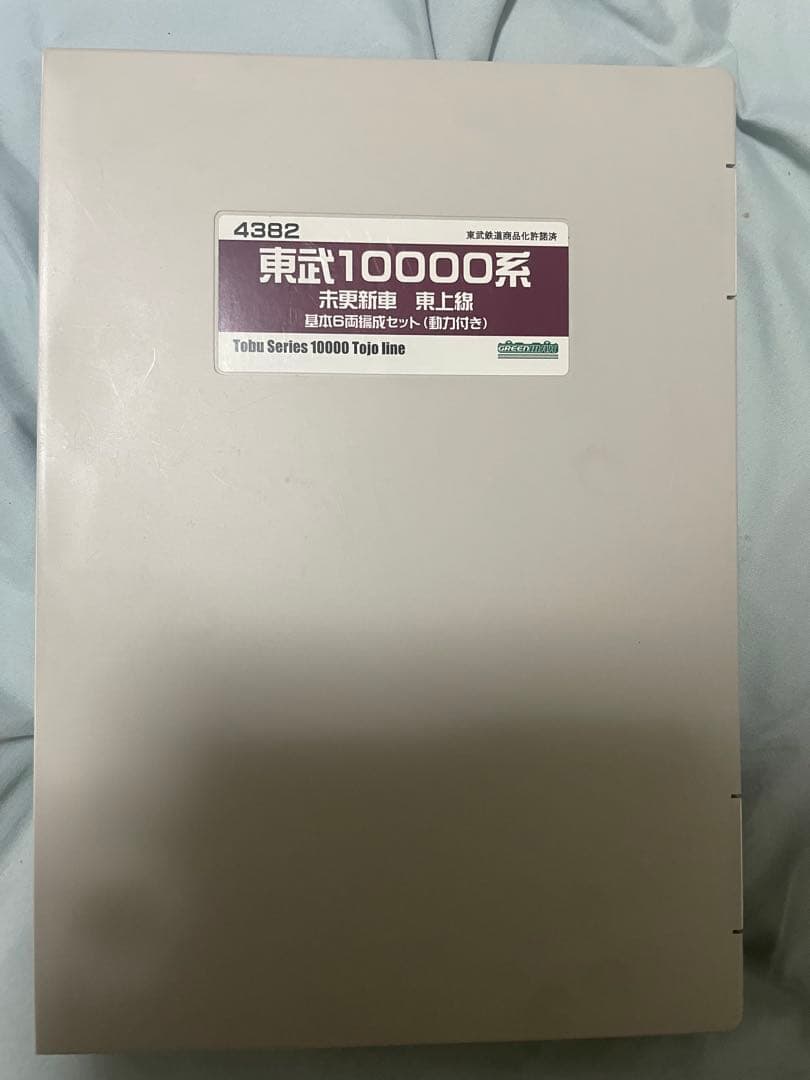 4382
東武鉄道商品化許諾済
東武10000系
未更新車 東上線
基本6両編成セット(動力付き)
Tobu Series 10000 Tojo line
GREENMAX